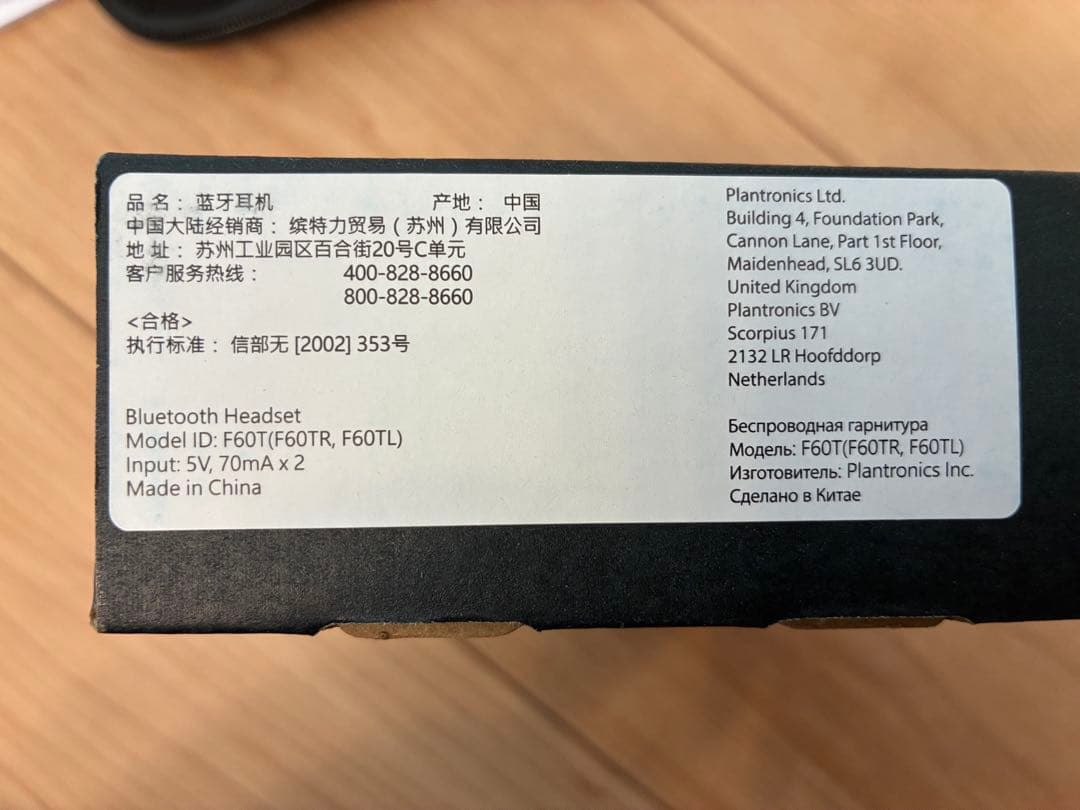 品 名： 蓝牙耳机 产地： 中国
中国大陆经销商： 缤特力贸易（苏州）有限公司
地 址： 苏州工业园区百合街20号C单元
客户服务热线： 400-828-8660
800-828-8660
<合格>
执行标准： 信部无 [2002] 353号
Bluetooth Headset
Model ID: F60T(F60TR, F60TL)
Input: 5V, 70mA x 2
Made in China
Plantronics Ltd.
Building 4, Foundation Park,
Cannon Lane, Part 1st Floor,
Maidenhead, SL6 3UD.
United Kingdom
Plantronics BV
Scorpius 171
2132 LR Hoofddorp
Netherlands
Беспроводная гарнитура
Модель: F60T(F60TR, F60TL)
Изготовитель: Plantronics Inc.
Сделано в Китае